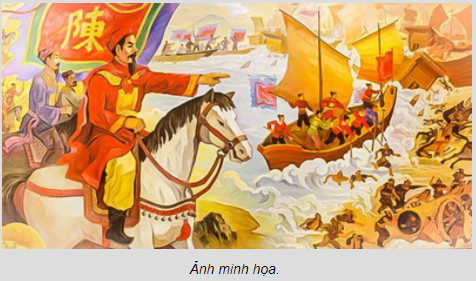 陳
Ảnh minh họa.